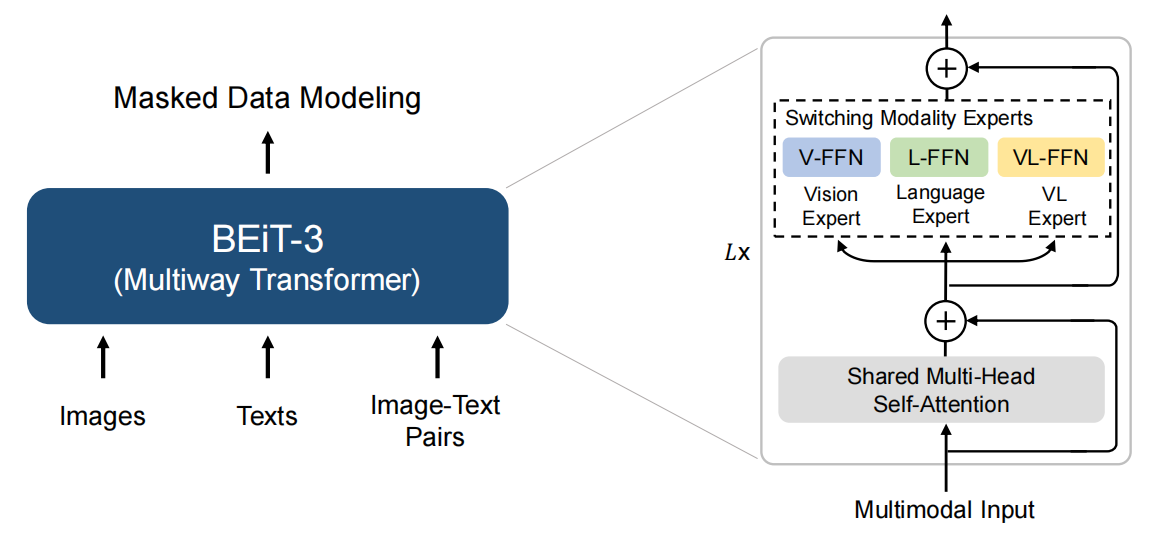 Masked Data Modeling
BEiT-3
(Multiway Transformer)
Images
Texts
Image-Text
Pairs
Lx
+
Switching Modality Experts
V-FFN
L-FFN
VL-FFN
Vision
Expert
Language
Expert
VL
Expert
+
Shared Multi-Head
Self-Attention
Multimodal Input